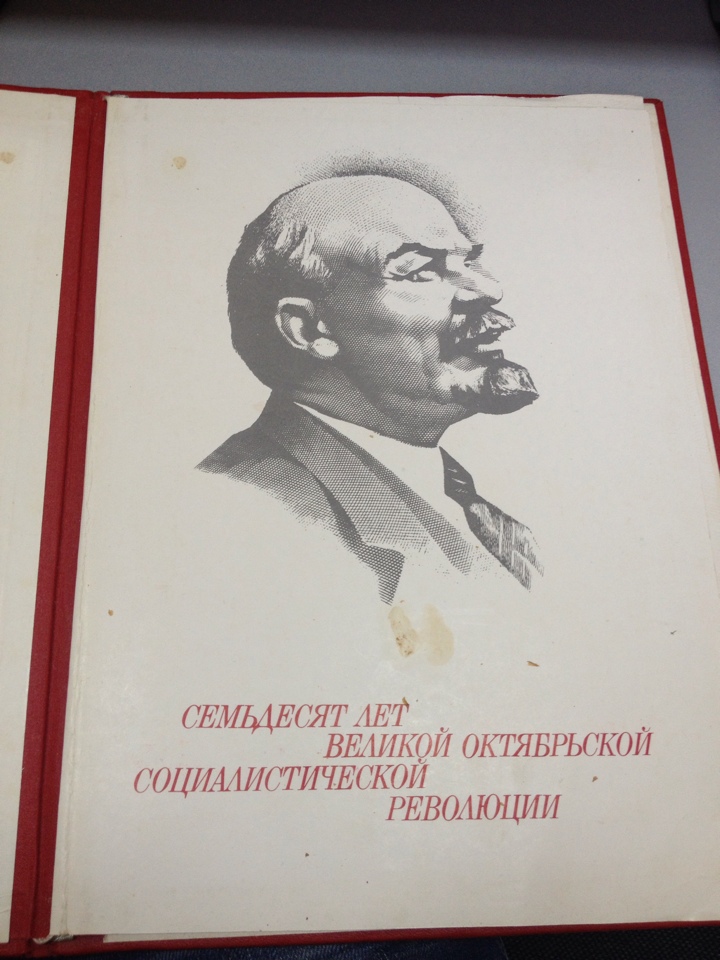 СЕМЬДЕСЯТ ЛЕТ
ВЕЛИКОЙ ОКТЯБРЬСКОЙ
СОЦИАЛИСТИЧЕСКОЙ
РЕВОЛЮЦИИ